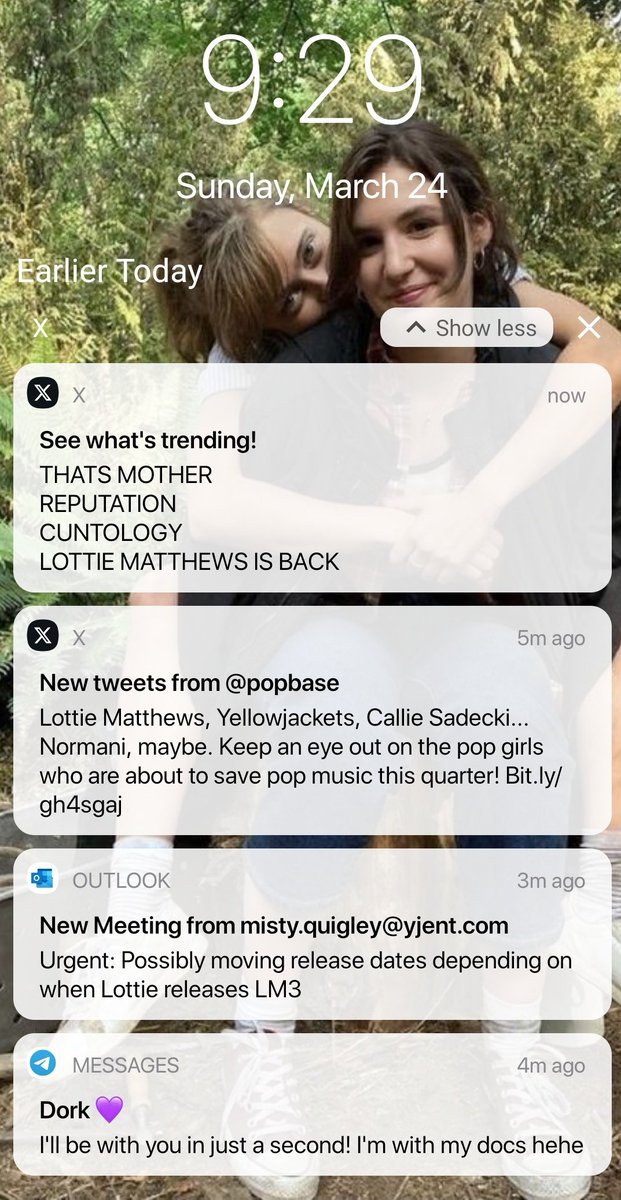 9:29
Sunday, March 24
Earlier Today
X
Show less
X
now
See what's trending!
THATS MOTHER
REPUTATION
CUNTOLOGY
LOTTIE MATTHEWS IS BACK
X
5m ago
New tweets from @popbase
Lottie Matthews, Yellowjackets, Callie Sadecki...
Normani, maybe. Keep an eye out on the pop girls
who are about to save pop music this quarter! Bit.ly/
gh4sgaj
OUTLOOK
3m ago
New Meeting from misty.quigley@yjent.com
Urgent: Possibly moving release dates depending on
when Lottie releases LM3
MESSAGES
4m ago
Dork 💜
I'll be with you in just a second! I'm with my docs hehe